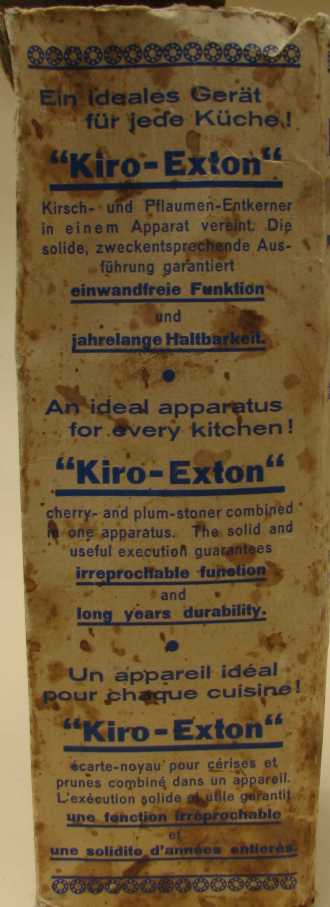 Ein ideales Gerät
für jede Küche!
"Kiro-Exton"
Kirsch- und Pflaumen-Entkerner
in einem Apparat vereint. Die
solide, zweckentsprechende Aus-
führung garantiert
einwandfreie Funktion
und
jahrelange Haltbarkeit.
An ideal apparatus
for every kitchen!
"Kiro-Exton"
cherry- and plum-stoner combined
in one apparatus. The solid and
useful execution guarantees
irreprochable function
and
long years durability.
Un appareil idéal
pour chaque cuisine!
"Kiro-Exton"
écarte-noyau pour cérises et
prunes combiné dans un appareil.
L'exécution solide et utile garantit
une fonction irréprochable
et
une solidite d'années entierés.